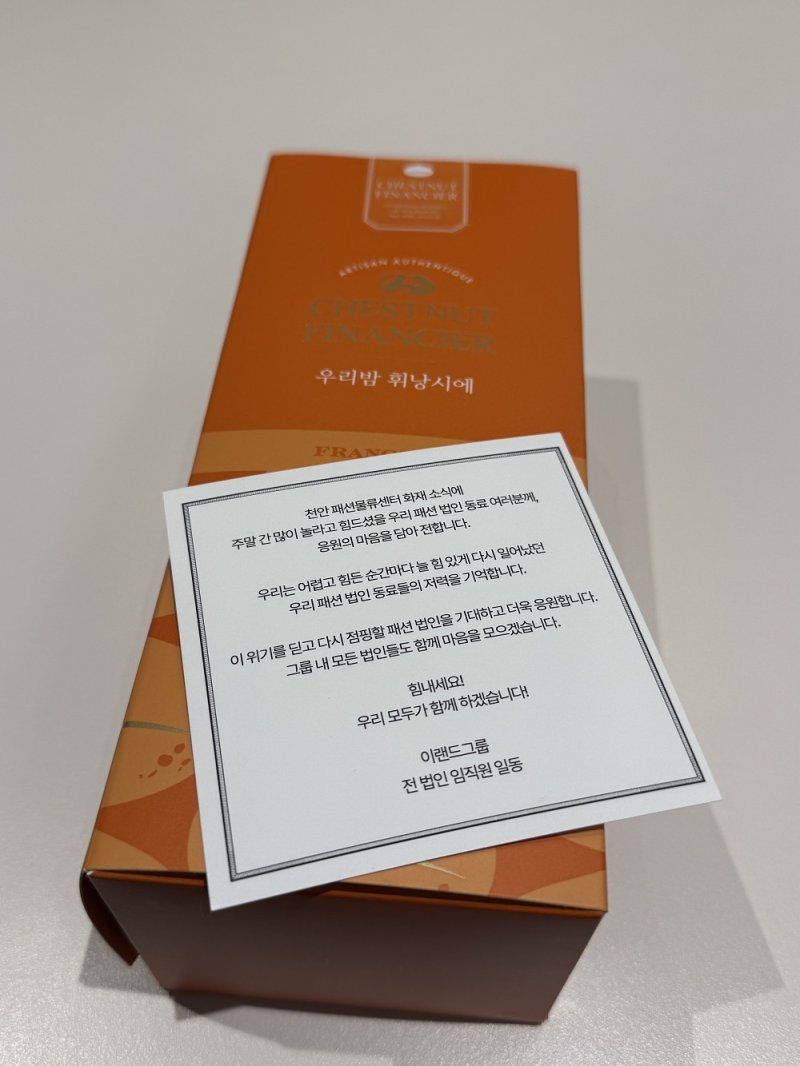 CHESTNUT
FINANCIER
ARTISAN AUTHENTIQUE
CHESTNUT
FINANCIER
우리밤 휘낭시에
천안 패션물류센터 화재 소식에
주말 간 많이 놀라고 힘드셨을 우리 패션 법인 동료 여러분께,
응원의 마음을 담아 전합니다.
우리는 어렵고 힘든 순간마다 늘 힘 있게 다시 일어났던
우리 패션 법인 동료들의 저력을 기억합니다.
이 위기를 딛고 다시 점핑할 패션 법인을 기대하고 더욱 응원합니다.
그룹 내 모든 법인들도 함께 마음을 모으겠습니다.
힘내세요!
우리 모두가 함께 하겠습니다!
이랜드그룹
전 법인 임직원 일동